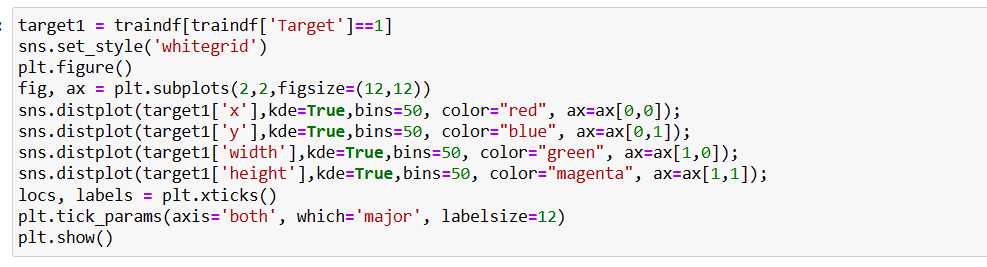 target1 = traindf[traindf['Target']==1]
sns.set_style('whitegrid')
plt.figure()
fig, ax = plt.subplots(2,2,figsize=(12,12))
sns.distplot(target1['x'],kde=True,bins=50, color="red", ax=ax[0,0]);
sns.distplot(target1['y'],kde=True,bins=50, color="blue", ax=ax[0,1]);
sns.distplot(target1['width'],kde=True,bins=50, color="green", ax=ax[1,0]);
sns.distplot(target1['height'],kde=True,bins=50, color="magenta", ax=ax[1,1]);
locs, labels = plt.xticks()
plt.tick_params(axis='both', which='major', labelsize=12)
plt.show()